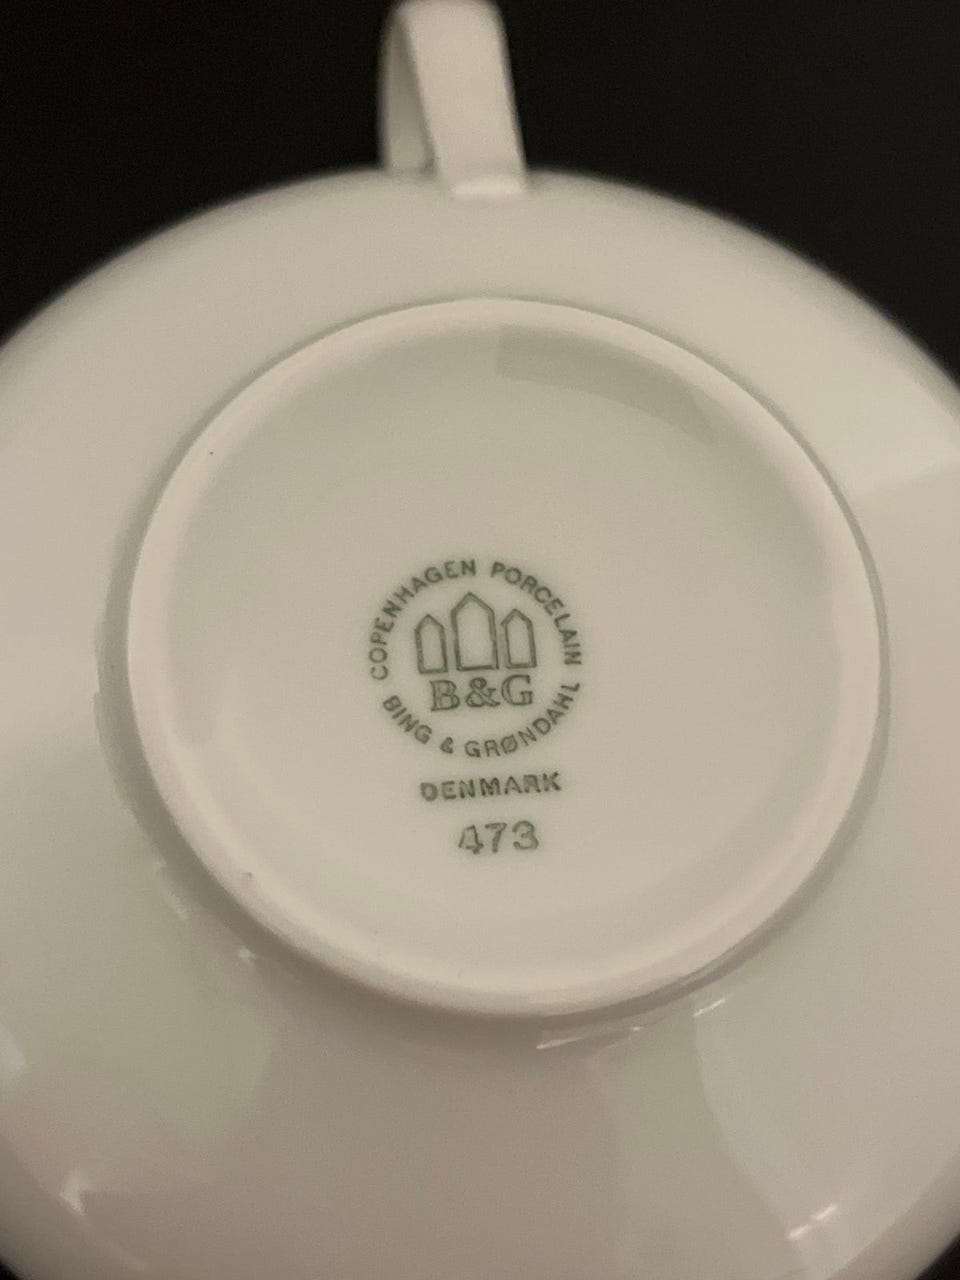 COPENHAGEN PORCELAIN
B&G
BING & GRØNDAHL
DENMARK
473